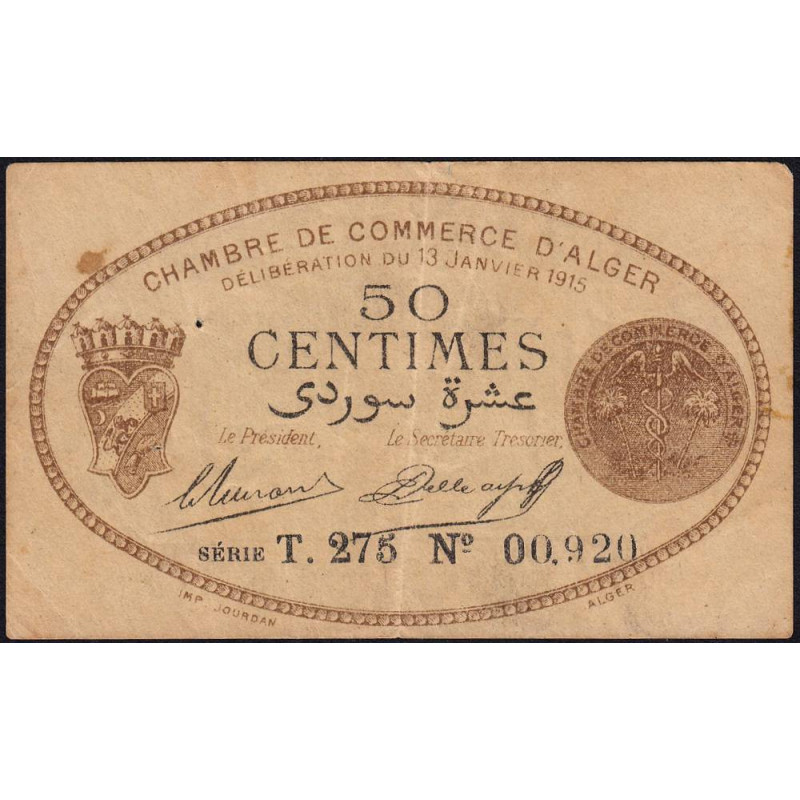 CHAMBRE DE COMMERCE D'ALGER
DÉLIBÉRATION DU 13 JANVIER 1915
50
CENTIMES
عشرة سوردى
CHAMBRE DE COMMERCE D'ALGER
Le Président,
Le Secrétaire Trésorier,
SÉRIE T. 275 Nº 00,920
IMP. JOURDAN
ALGER